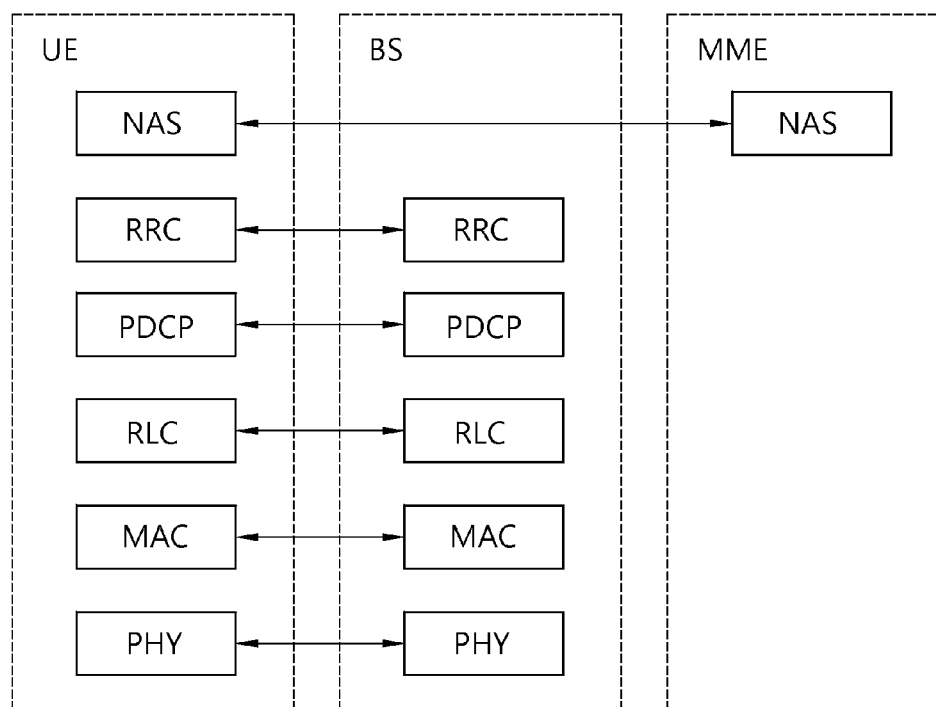 UE BS MME
NAS NAS
RRC RRC
PDCP PDCP
RLC RLC
MAC MAC
PHY PHY